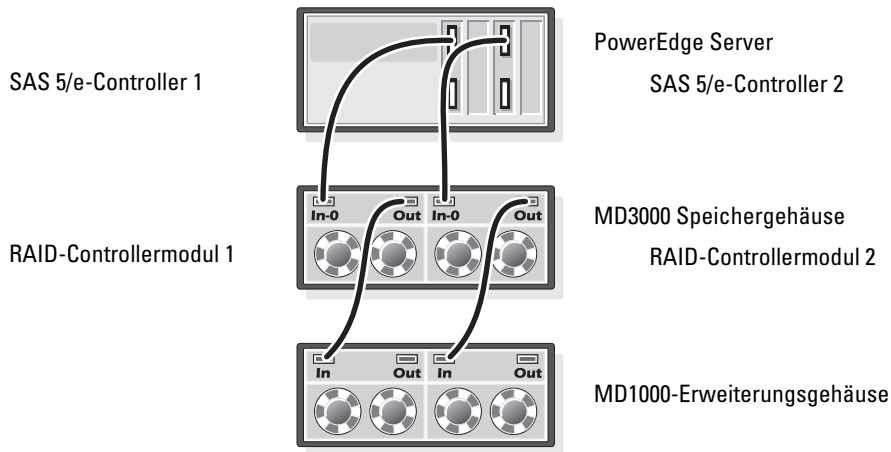 PowerEdge Server
SAS 5/e-Controller 1
SAS 5/e-Controller 2
In-0 Out In-0 Out
MD3000 Speichergehäuse
RAID-Controllermodul 1
RAID-Controllermodul 2
In Out In Out
MD1000-Erweiterungsgehäuse